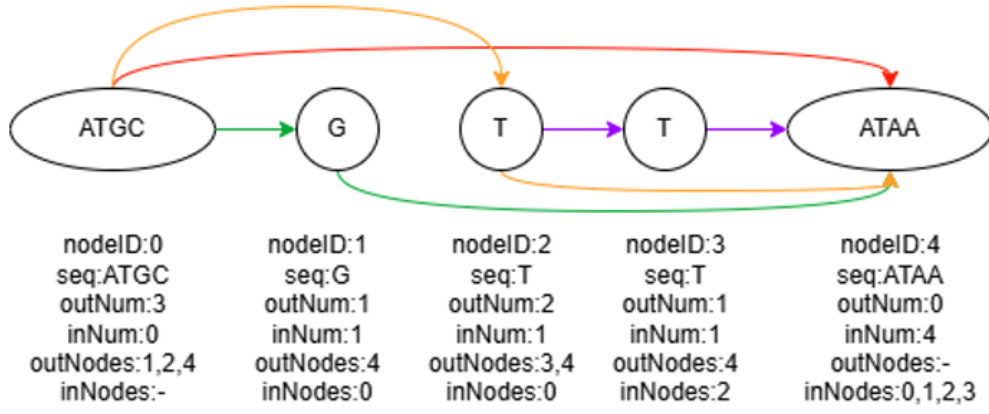 ATGC G T T ATAA
nodeID:0 nodeID:1 nodeID:2 nodeID:3 nodeID:4
seq:ATGC seq:G seq:T seq:T seq:ATAA
outNum:3 outNum:1 outNum:2 outNum:1 outNum:0
inNum:0 inNum:1 inNum:1 inNum:1 inNum:4
outNodes:1,2,4 outNodes:4 outNodes:3,4 outNodes:4 outNodes:-
inNodes:- inNodes:0 inNodes:0 inNodes:2 inNodes:0,1,2,3